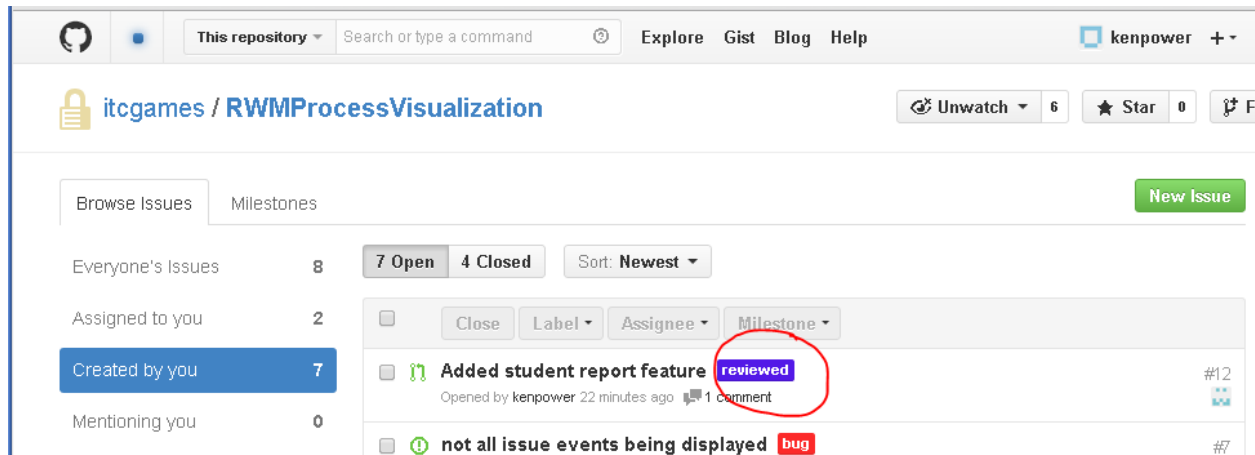 This repository Search or type a command Explore Gist Blog Help kenpower
itcgames / RWMProcessVisualization Unwatch 6 Star 0 F
Browse Issues Milestones New Issue
Everyone's Issues 8
7 Open 4 Closed Sort: Newest
Assigned to you 2
Close Label Assignee Milestone
Created by you 7
Added student report feature reviewed #12
Opened by kenpower 22 minutes ago 1 comment
Mentioning you 0
not all issue events being displayed bug #7